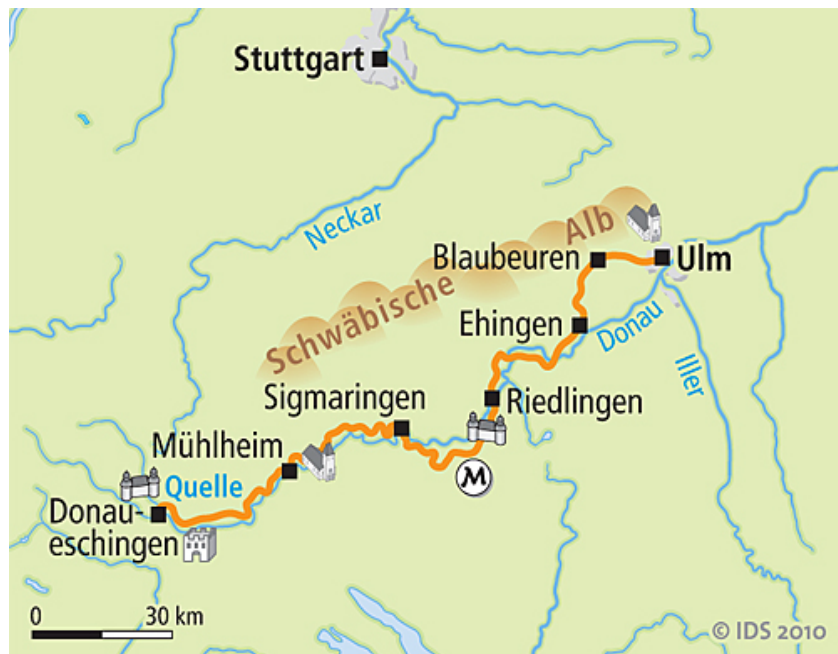 Stuttgart
Neckar
Schwäbische Alb
Blaubeuren
Ulm
Ehingen
Donau
Iller
Sigmaringen
Riedlingen
Mühlheim
M
Quelle
Donau-
eschingen
0 30 km
© IDS 2010